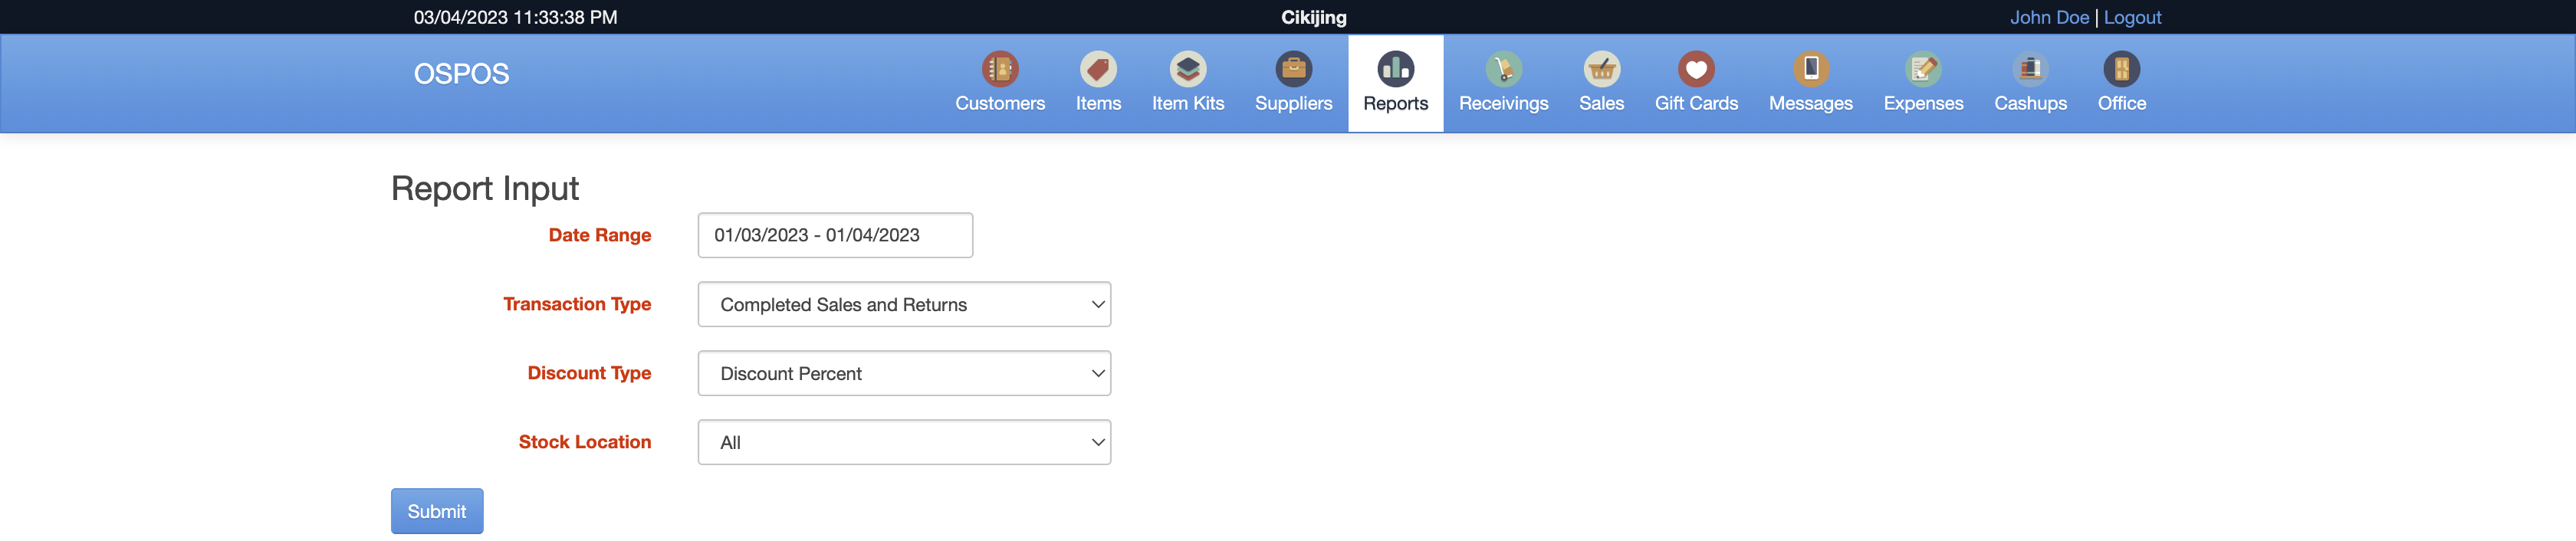 03/04/2023 11:33:38 PM
Cikijing
John Doe | Logout
OSPOS
Customers
Items
Item Kits
Suppliers
Reports
Receivings
Sales
Gift Cards
Messages
Expenses
Cashups
Office
Report Input
Date Range
01/03/2023 - 01/04/2023
Transaction Type
Completed Sales and Returns
Discount Type
Discount Percent
Stock Location
All
Submit